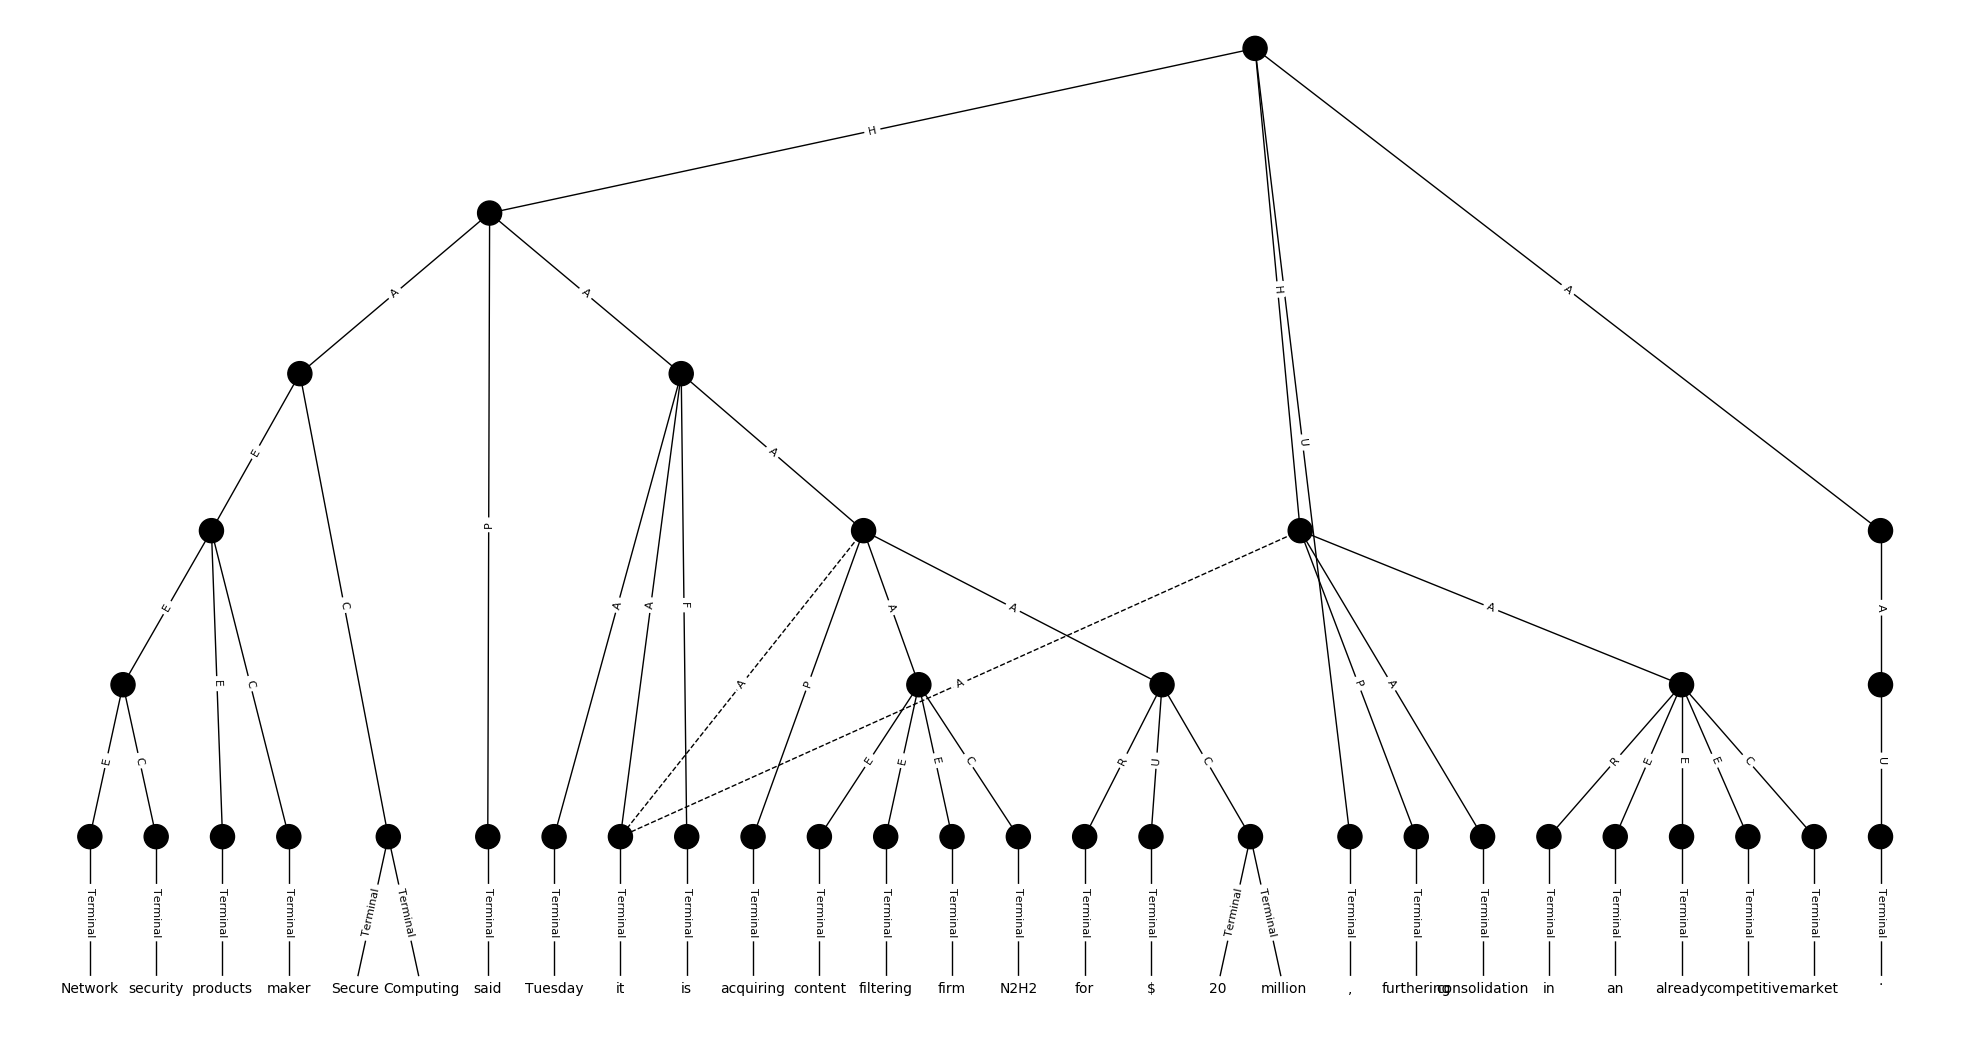 H
A P A H U A
E C A A F A
E E C A P A A A P A A A
E C E E E C R U C R E E E C U
Terminal Terminal Terminal Terminal Terminal Terminal Terminal Terminal Terminal Terminal Terminal Terminal Terminal Terminal Terminal Terminal Terminal Terminal Terminal Terminal Terminal Terminal Terminal Terminal Terminal Terminal Terminal Terminal
Network security products maker Secure Computing said Tuesday it is acquiring content filtering firm N2H2 for $ 20 million , furthering consolidation in an already competitive market .